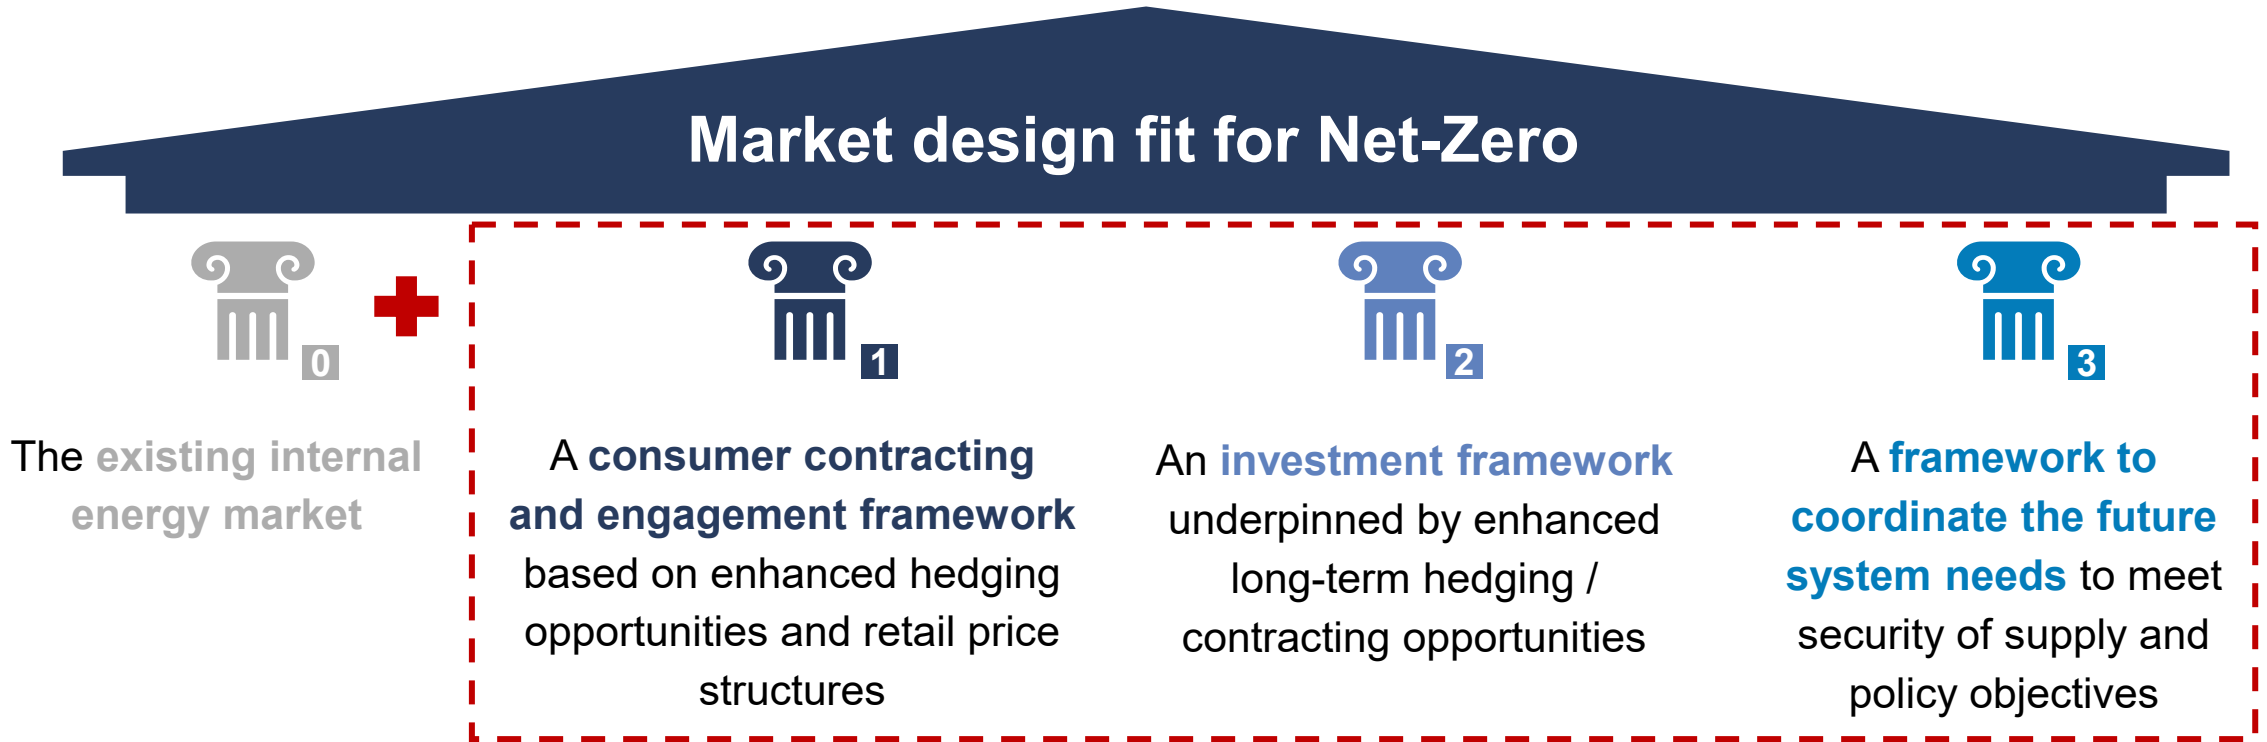 Market design fit for Net-Zero
0
The existing internal
energy market
1
A consumer contracting
and engagement framework
based on enhanced hedging
opportunities and retail price
structures
2
An investment framework
underpinned by enhanced
long-term hedging /
contracting opportunities
3
A framework to
coordinate the future
system needs to meet
security of supply and
policy objectives